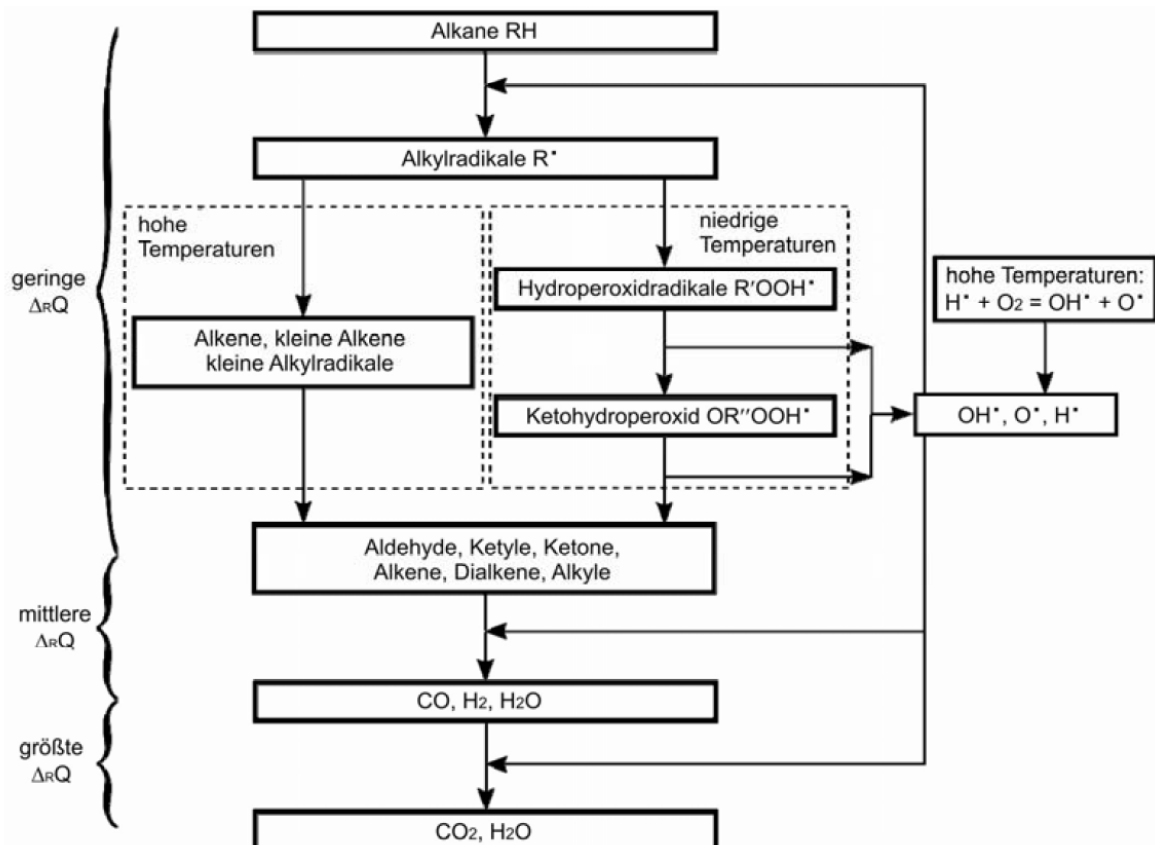 Alkane RH
Alkylradikale R•
hohe
Temperaturen
niedrige
Temperaturen
geringe
ΔRQ
Hydroperoxidradikale R′OOH•
hohe Temperaturen:
H• + O2 = OH• + O•
Alkene, kleine Alkene
kleine Alkylradikale
Ketohydroperoxid OR′′OOH•
OH•, O•, H•
Aldehyde, Ketyle, Ketone,
Alkene, Dialkene, Alkyle
mittlere
ΔRQ
CO, H2, H2O
größte
ΔRQ
CO2, H2O